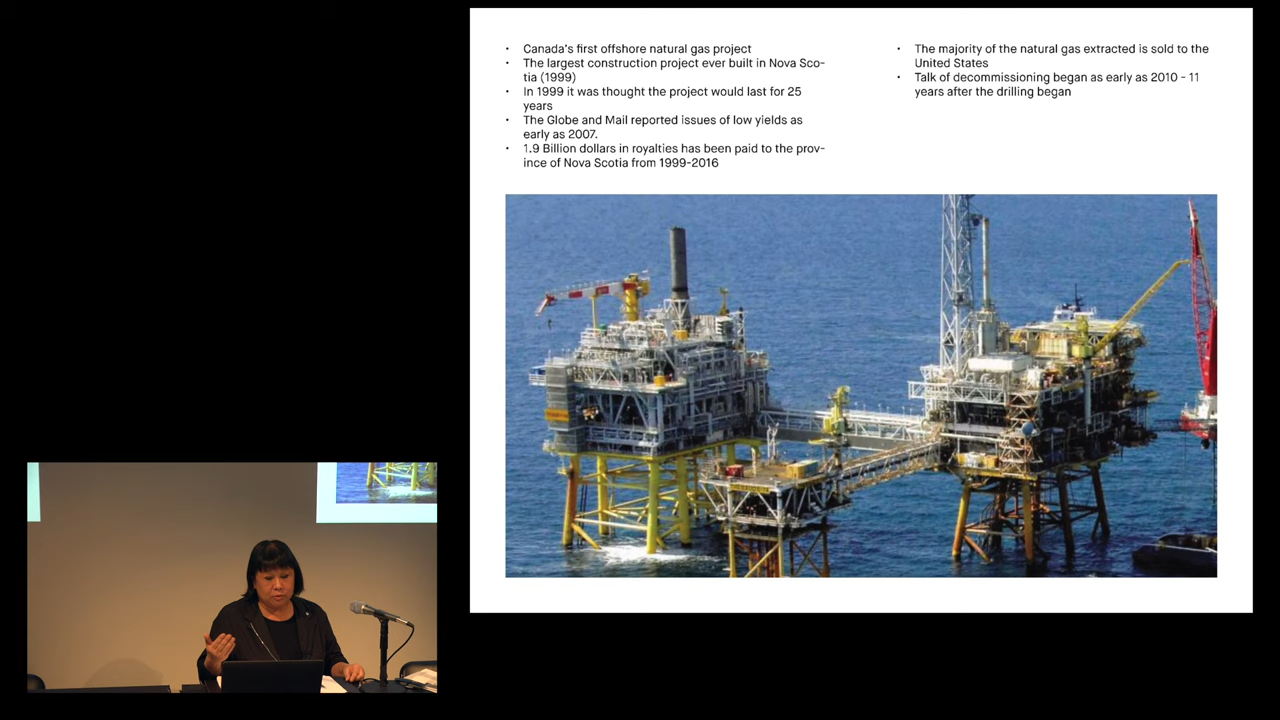 Canada's first offshore natural gas project
The largest construction project ever built in Nova Sco-
tia (1999)
In 1999 it was thought the project would last for 25
years
The Globe and Mail reported issues of low yields as
early as 2007.
1.9 Billion dollars in royalties has been paid to the prov-
ince of Nova Scotia from 1999-2016
The majority of the natural gas extracted is sold to the
United States
Talk of decommissioning began as early as 2010 - 11
years after the drilling began